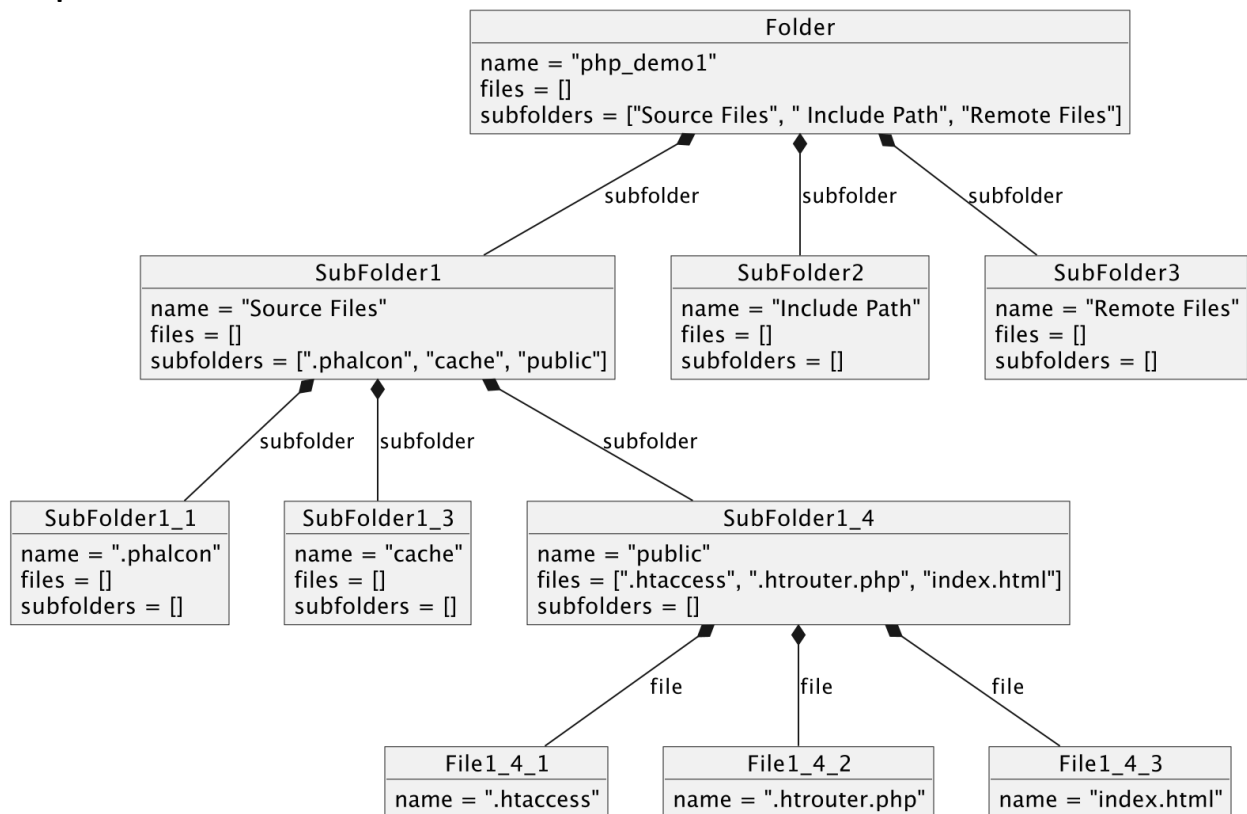 Folder
name = "php_demo1"
files = []
subfolders = ["Source Files", " Include Path", "Remote Files"]
subfolder
subfolder
subfolder
SubFolder1
name = "Source Files"
files = []
subfolders = [".phalcon", "cache", "public"]
SubFolder2
name = "Include Path"
files = []
subfolders = []
SubFolder3
name = "Remote Files"
files = []
subfolders = []
subfolder
subfolder
subfolder
SubFolder1_1
name = ".phalcon"
files = []
subfolders = []
SubFolder1_3
name = "cache"
files = []
subfolders = []
SubFolder1_4
name = "public"
files = [".htaccess", ".htrouter.php", "index.html"]
subfolders = []
file
file
file
File1_4_1
name = ".htaccess"
File1_4_2
name = ".htrouter.php"
File1_4_3
name = "index.html"